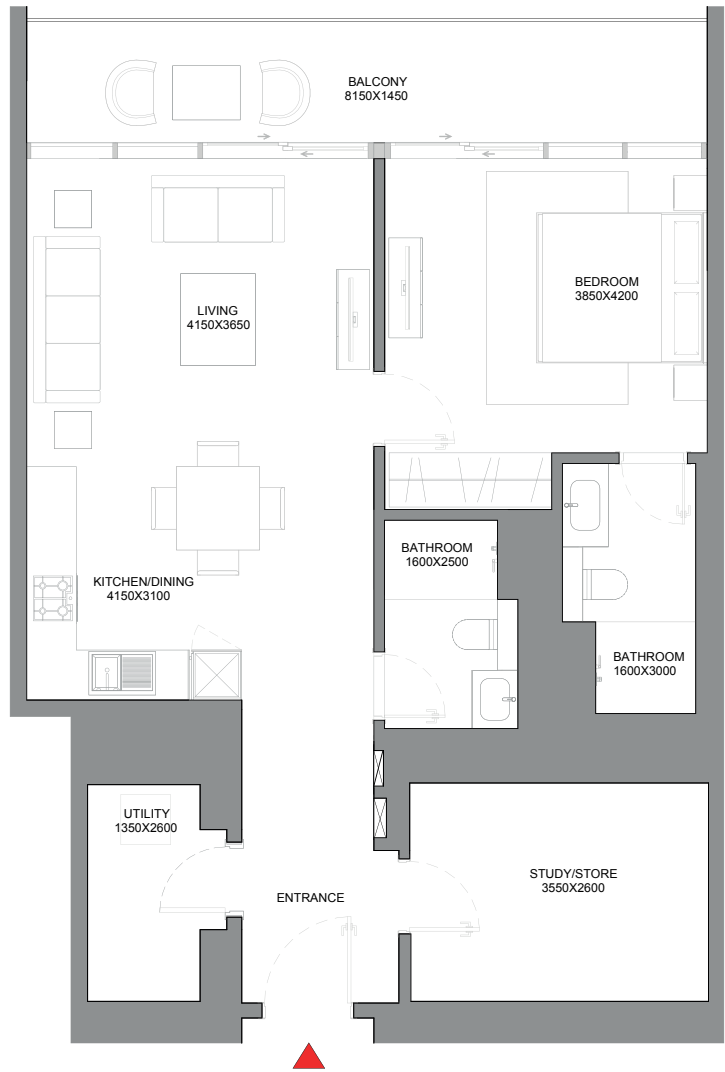 BALCONY
8150X1450
LIVING
4150X3650
BEDROOM
3850X4200
KITCHEN/DINING
4150X3100
BATHROOM
1600X2500
BATHROOM
1600X3000
UTILITY
1350X2600
STUDY/STORE
3550X2600
ENTRANCE